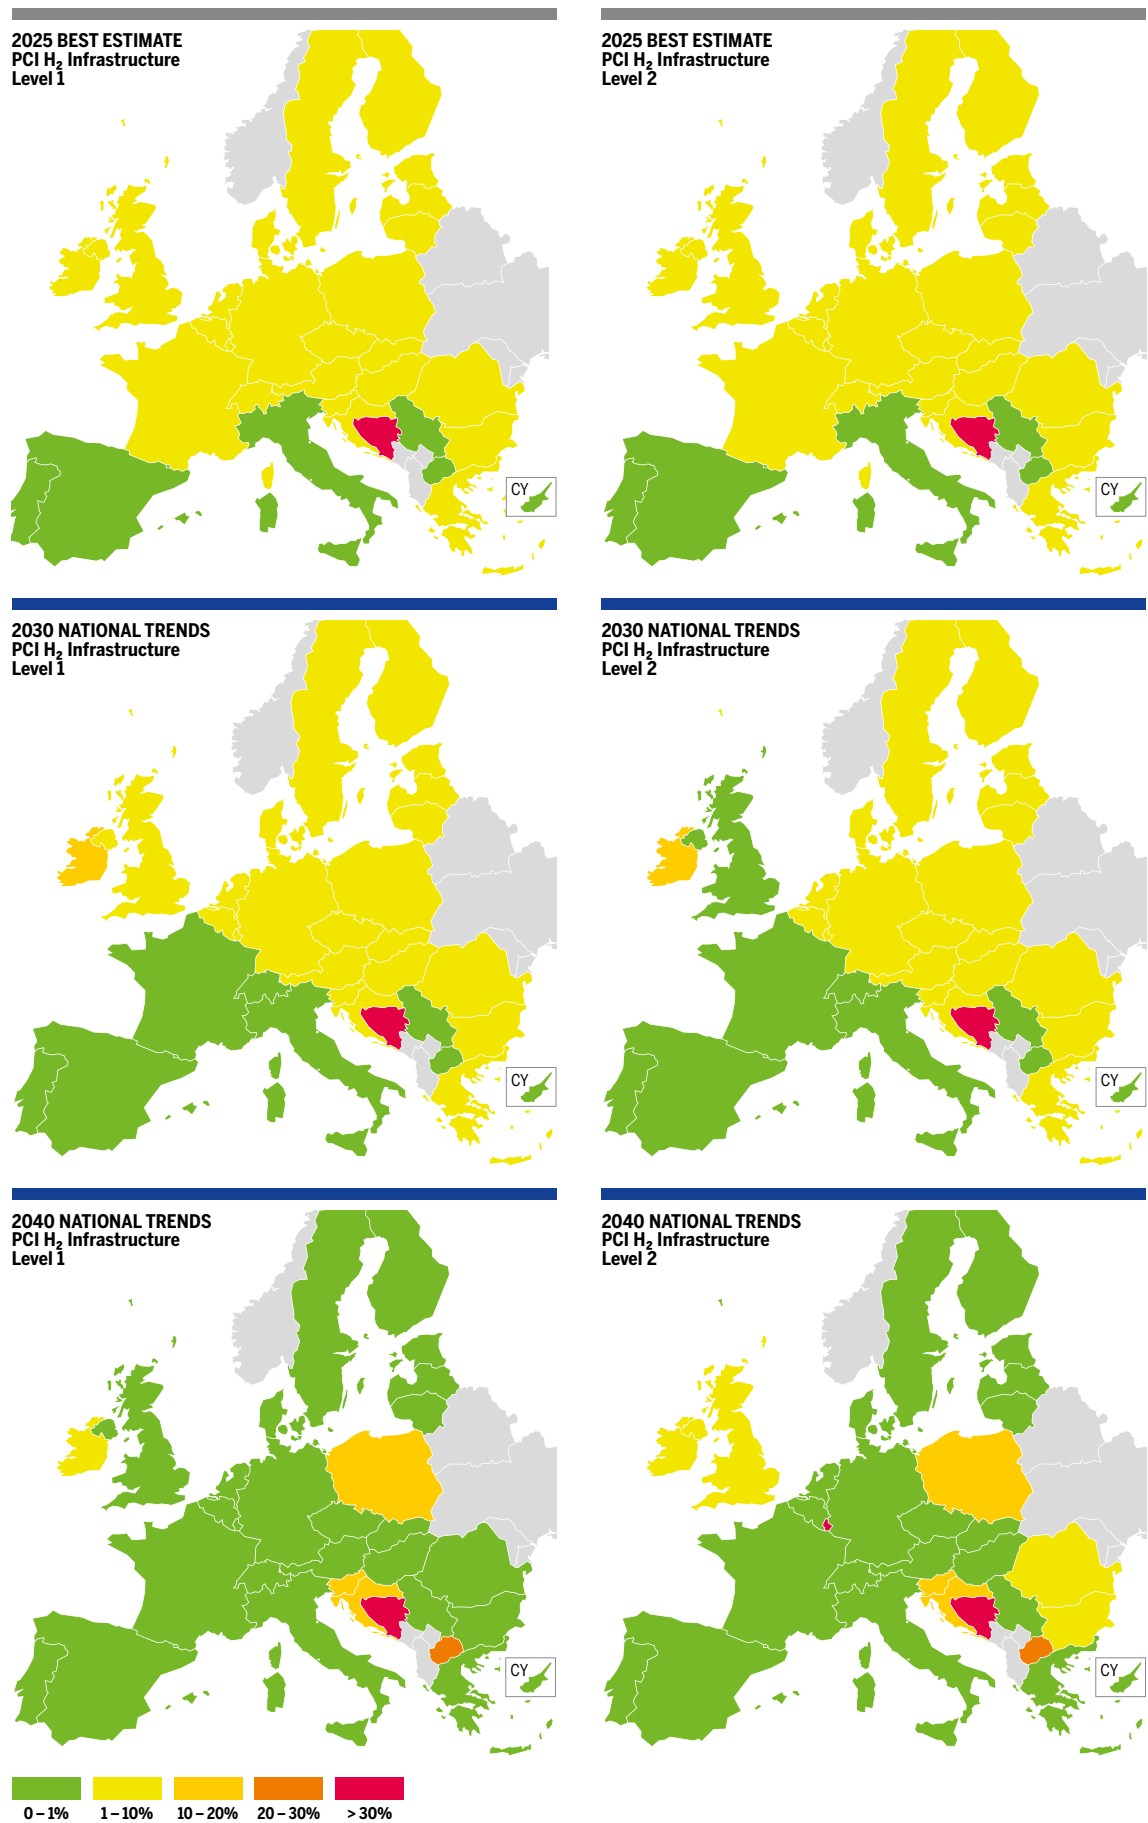 2025 BEST ESTIMATE
PCI H₂ Infrastructure
Level 1
CY
2025 BEST ESTIMATE
PCI H₂ Infrastructure
Level 2
CY
2030 NATIONAL TRENDS
PCI H₂ Infrastructure
Level 1
CY
2030 NATIONAL TRENDS
PCI H₂ Infrastructure
Level 2
CY
2040 NATIONAL TRENDS
PCI H₂ Infrastructure
Level 1
CY
2040 NATIONAL TRENDS
PCI H₂ Infrastructure
Level 2
CY
0 – 1% 1 – 10% 10 – 20% 20 – 30% > 30%